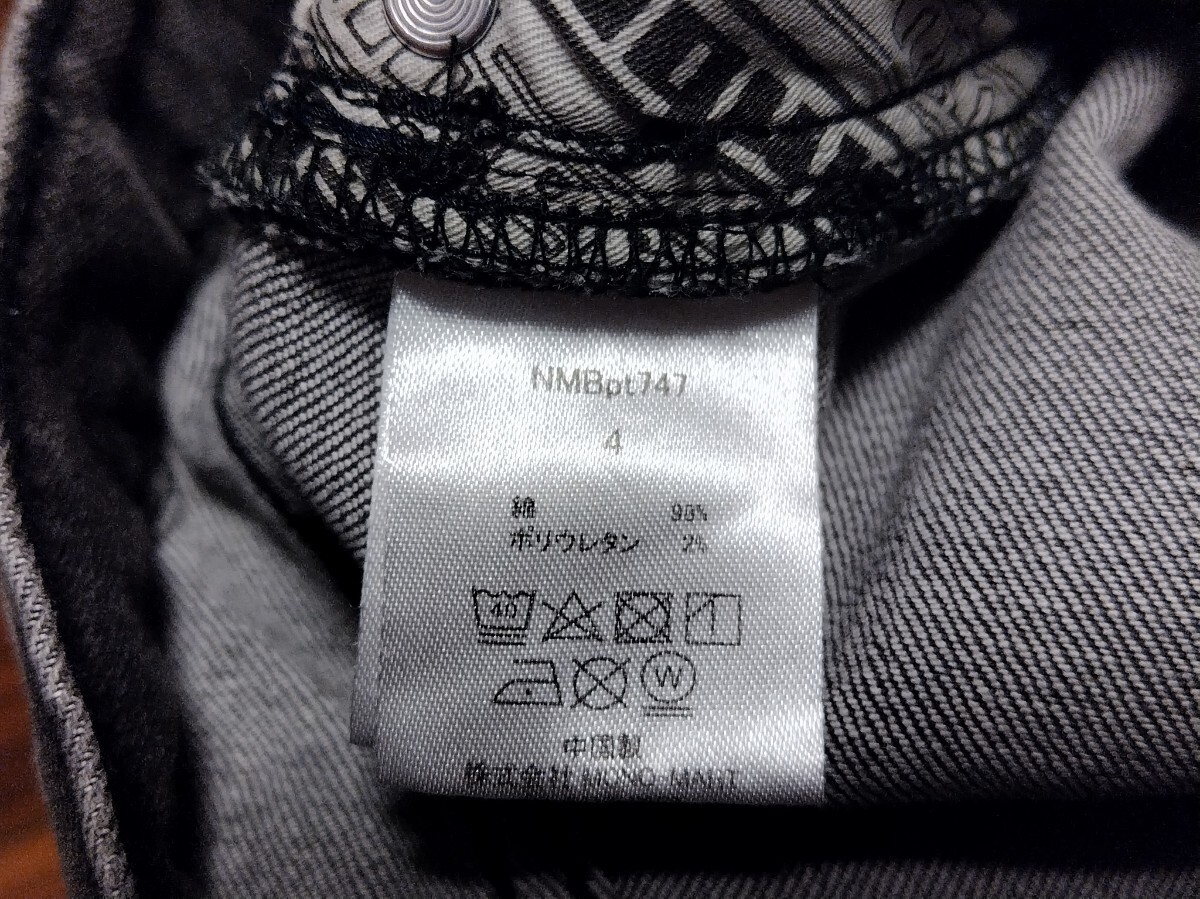 NMBpt747
4
綿 98%
ポリウレタン 2%
40
W
中国製
株式会社 MONO-MART